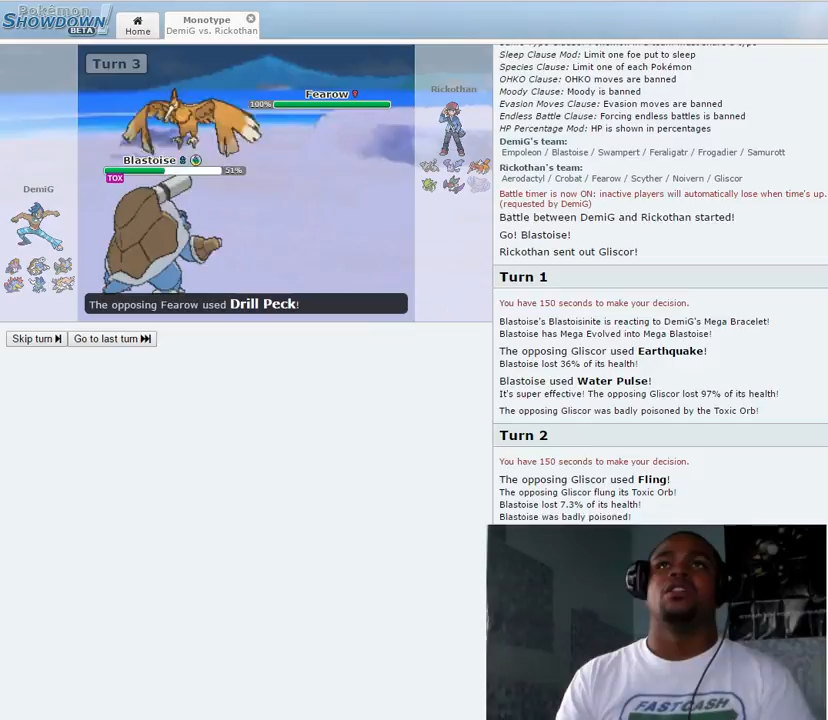 Pokémon
SHOWDOWN!
BETA
Home
Monotype
DemiG vs. Rickothan
Turn 3
Fearow
100%
Blastoise
51%
TOX
DemiG
Rickothan
The opposing Fearow used Drill Peck!
Skip turn
Go to last turn
Sleep Clause Mod: Limit one foe put to sleep
Species Clause: Limit one of each Pokémon
OHKO Clause: OHKO moves are banned
Moody Clause: Moody is banned
Evasion Moves Clause: Evasion moves are banned
Endless Battle Clause: Forcing endless battles is banned
HP Percentage Mod: HP is shown in percentages
DemiG's team:
Empoleon / Blastoise / Swampert / Feraligatr / Frogadier / Samurott
Rickothan's team:
Aerodactyl / Crobat / Fearow / Scyther / Noivern / Gliscor
Battle timer is now ON: inactive players will automatically lose when time's up.
(requested by DemiG)
Battle between DemiG and Rickothan started!
Go! Blastoise!
Rickothan sent out Gliscor!
Turn 1
You have 150 seconds to make your decision.
Blastoise's Blastoisinite is reacting to DemiG's Mega Bracelet!
Blastoise has Mega Evolved into Mega Blastoise!
The opposing Gliscor used Earthquake!
Blastoise lost 36% of its health!
Blastoise used Water Pulse!
It's super effective! The opposing Gliscor lost 97% of its health!
The opposing Gliscor was badly poisoned by the Toxic Orb!
Turn 2
You have 150 seconds to make your decision.
The opposing Gliscor used Fling!
The opposing Gliscor flung its Toxic Orb!
Blastoise lost 7.3% of its health!
Blastoise was badly poisoned!
FASTCASH